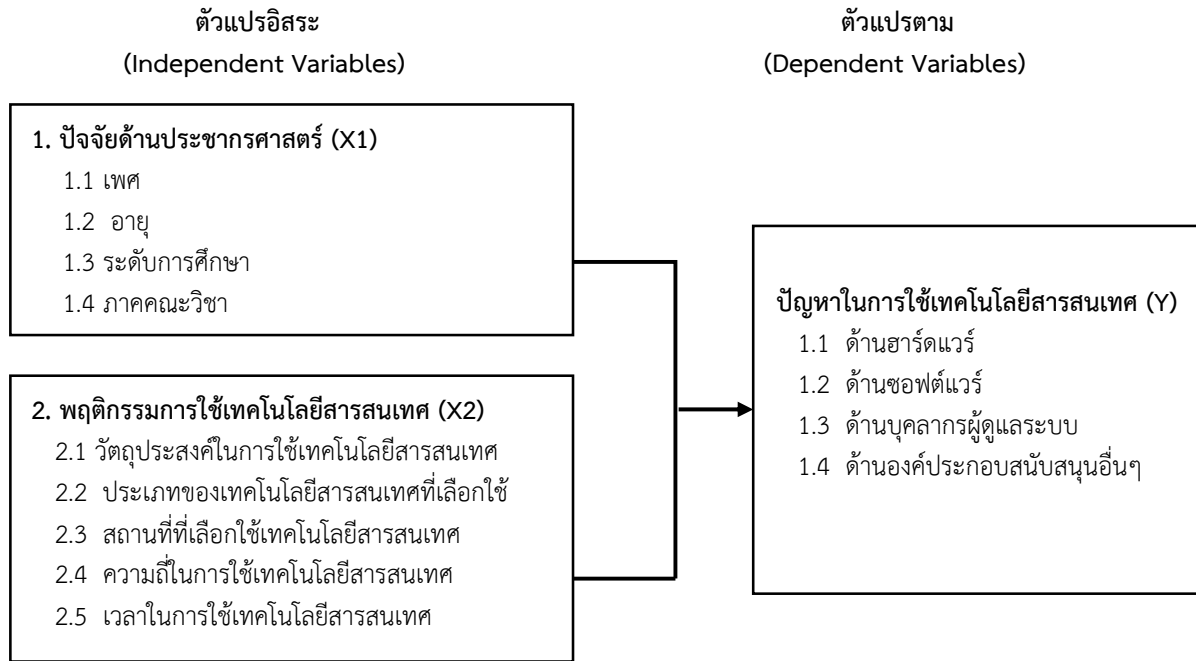 ตัวแปรอิสระ
(Independent Variables)
1. ปัจจัยด้านประชากรศาสตร์ (X1)
1.1 เพศ
1.2 อายุ
1.3 ระดับการศึกษา
1.4 ภาคคณะวิชา
2. พฤติกรรมการใช้เทคโนโลยีสารสนเทศ (X2)
2.1 วัตถุประสงค์ในการใช้เทคโนโลยีสารสนเทศ
2.2 ประเภทของเทคโนโลยีสารสนเทศที่เลือกใช้
2.3 สถานที่ที่เลือกใช้เทคโนโลยีสารสนเทศ
2.4 ความถี่ในการใช้เทคโนโลยีสารสนเทศ
2.5 เวลาในการใช้เทคโนโลยีสารสนเทศ
ตัวแปรตาม
(Dependent Variables)
ปัญหาในการใช้เทคโนโลยีสารสนเทศ (Y)
1.1 ด้านฮาร์ดแวร์
1.2 ด้านซอฟต์แวร์
1.3 ด้านบุคลากรผู้ดูแลระบบ
1.4 ด้านองค์ประกอบสนับสนุนอื่นๆ